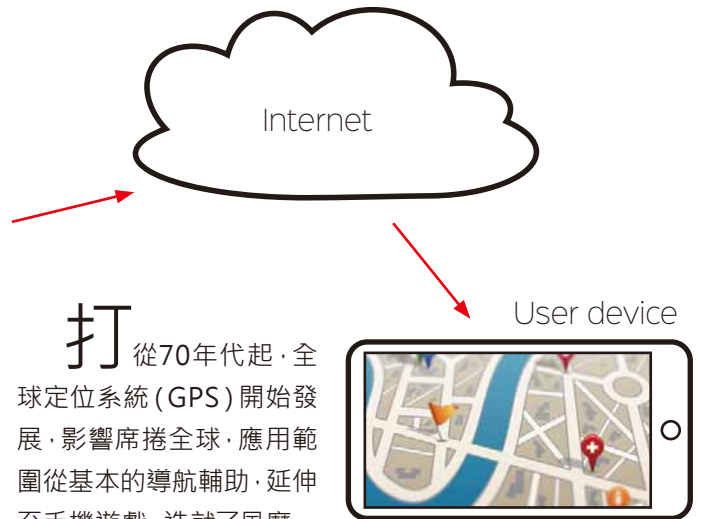 Internet
User device
打從70年代起，全
球定位系統(GPS)開始發
展，影響席捲全球，應用範
圍從基本的導航輔助，延伸